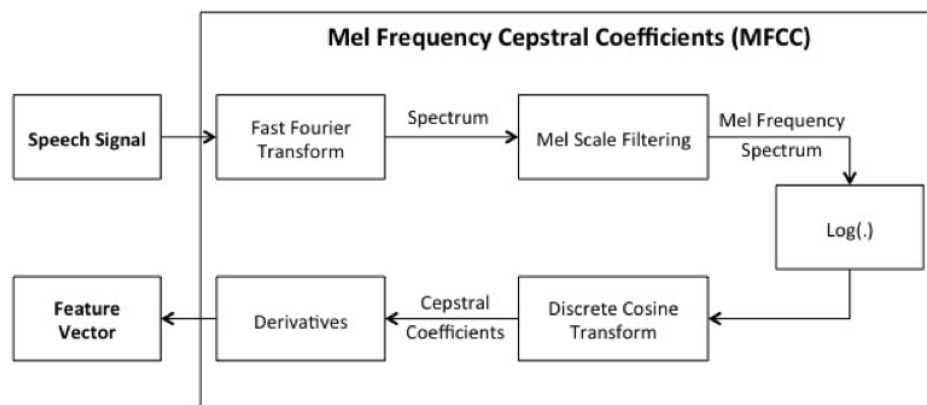 Mel Frequency Cepstral Coefficients (MFCC)
Speech Signal
Fast Fourier
Transform
Spectrum
Mel Scale Filtering
Mel Frequency
Spectrum
Log(.)
Discrete Cosine
Transform
Cepstral
Coefficients
Derivatives
Feature
Vector